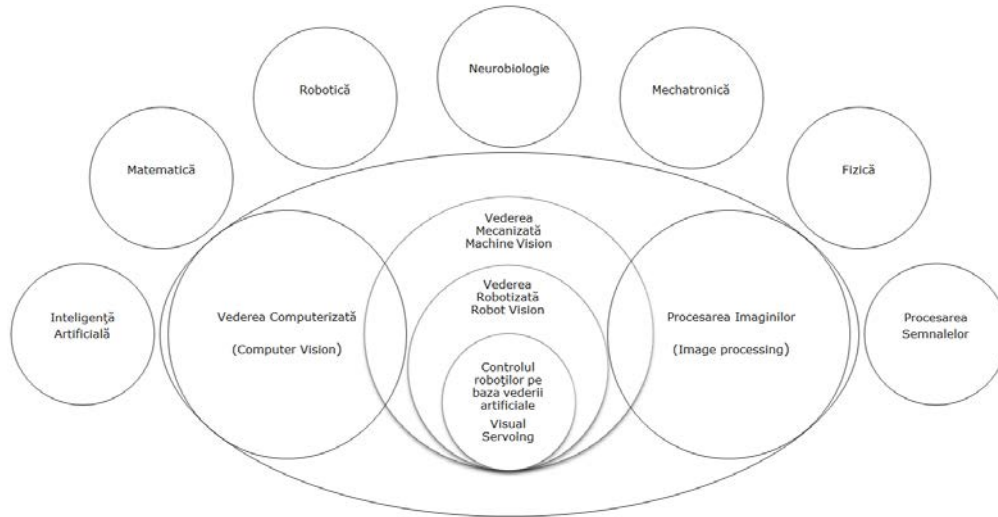 Neurobiologie
Robotică
Mechatronică
Matematică
Fizică
Inteligenţă
Artificială
Vederea Computerizată
(Computer Vision)
Vederea
Mecanizată
Machine Vision
Vederea
Robotizată
Robot Vision
Controlul
roboţilor pe
baza vederii
artificiale
Visual
Servoing
Procesarea Imaginilor
(Image processing)
Procesarea
Semnalelor